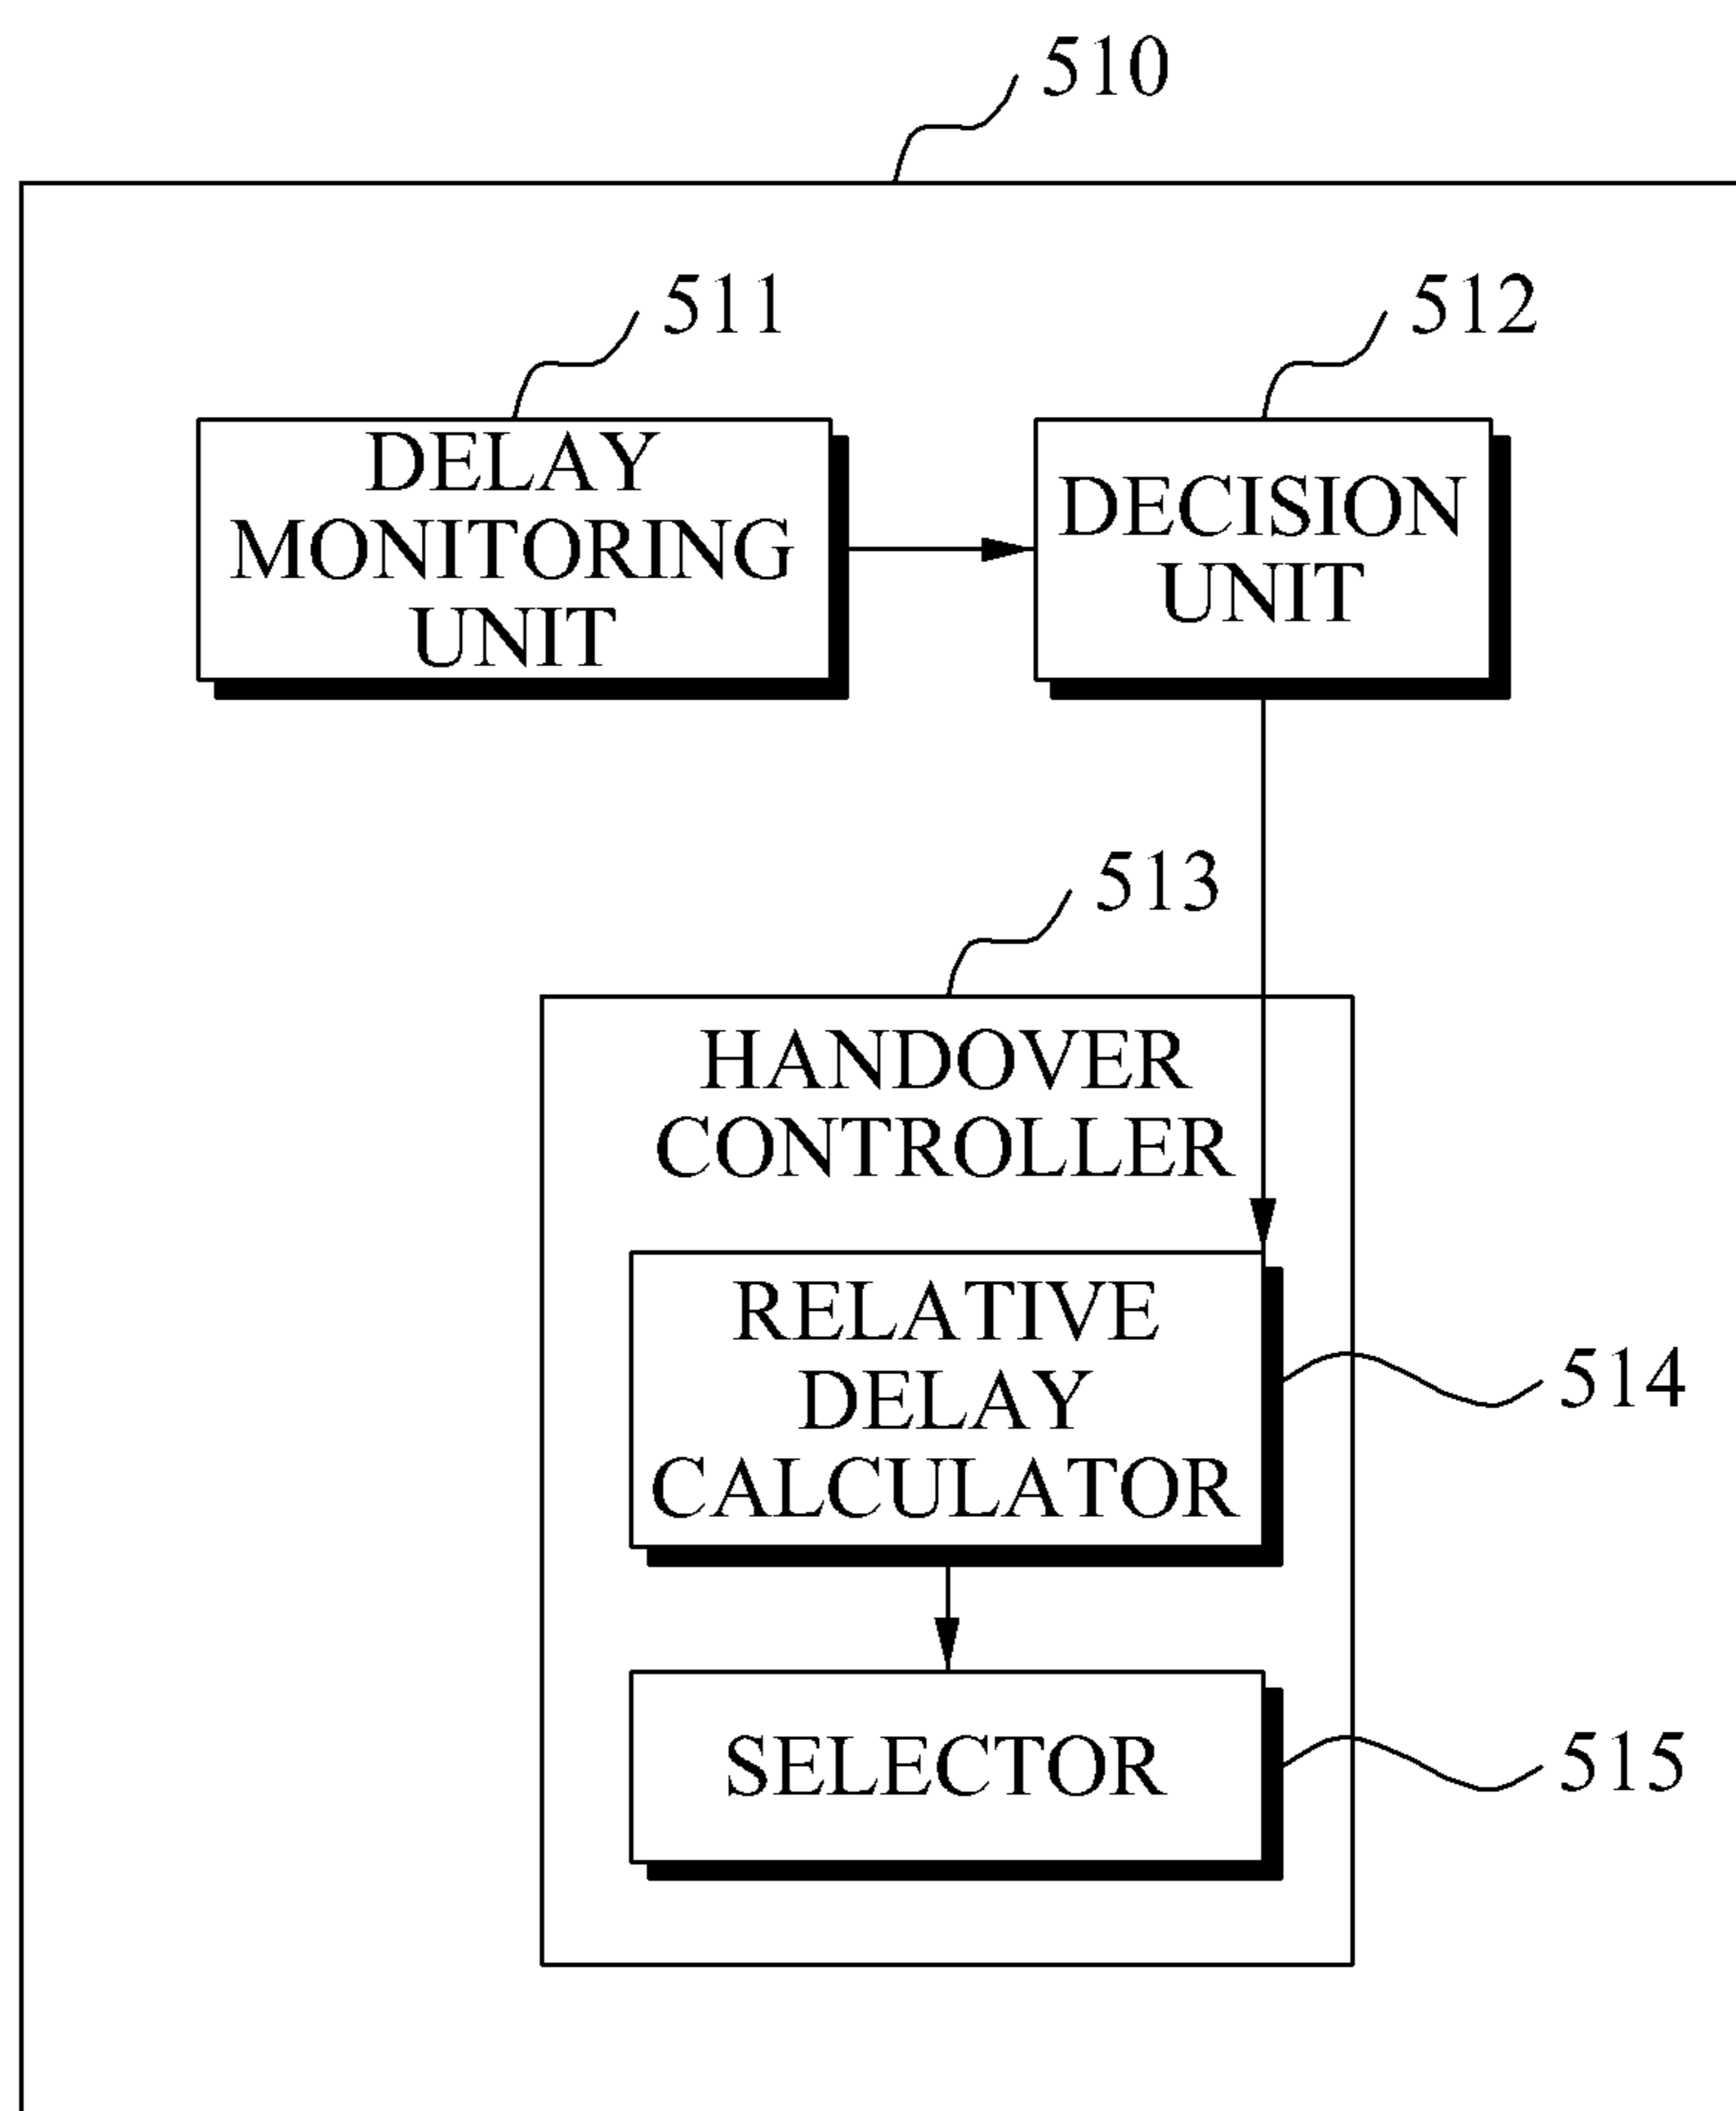 510
511
512
DELAY
MONITORING
UNIT
DECISION
UNIT
513
HANDOVER
CONTROLLER
RELATIVE
DELAY
CALCULATOR
514
SELECTOR
515